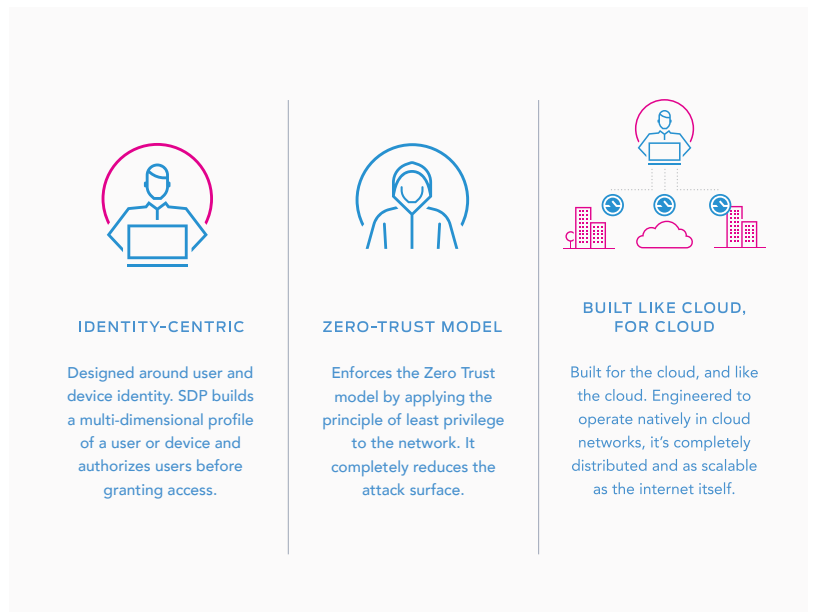 IDENTITY-CENTRIC
Designed around user and
device identity. SDP builds
a multi-dimensional profile
of a user or device and
authorizes users before
granting access.
ZERO-TRUST MODEL
Enforces the Zero Trust
model by applying the
principle of least privilege
to the network. It
completely reduces the
attack surface.
BUILT LIKE CLOUD,
FOR CLOUD
Built for the cloud, and like
the cloud. Engineered to
operate natively in cloud
networks, it’s completely
distributed and as scalable
as the internet itself.